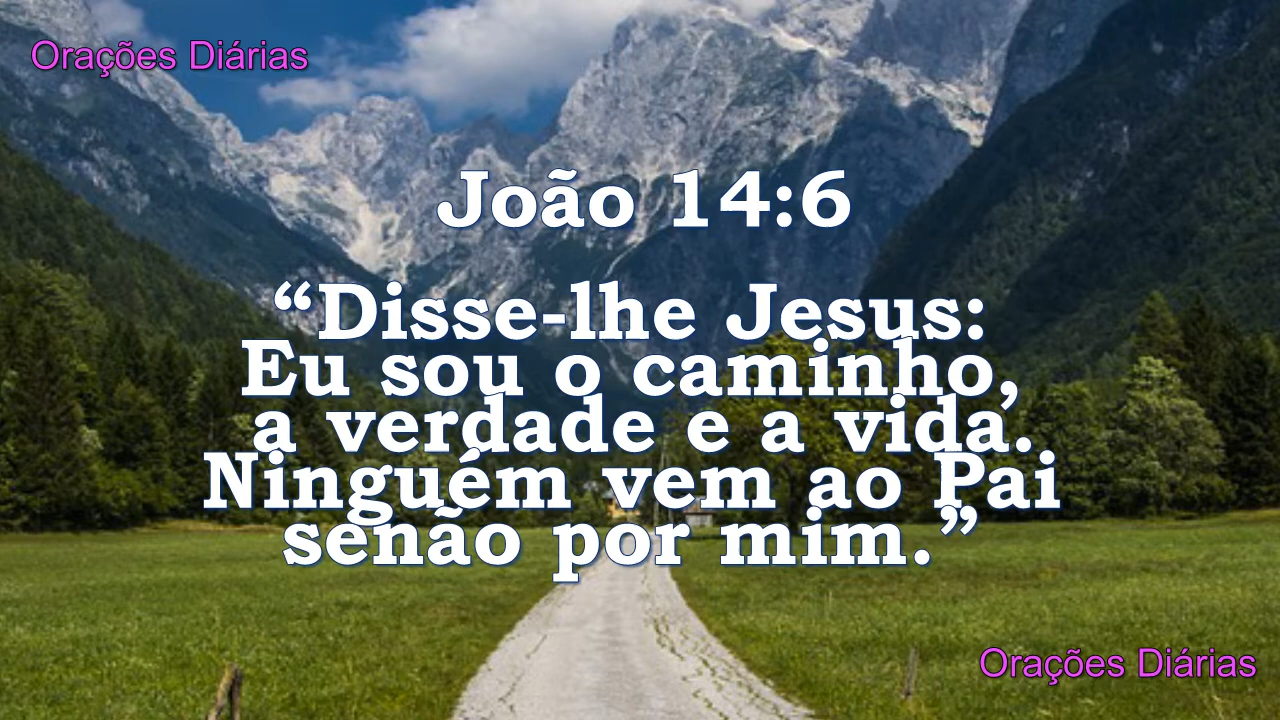 Orações Diárias
João 14:6
“Disse-lhe Jesus:
Eu sou o caminho,
a verdade e a vida.
Ninguém vem ao Pai
senão por mim.”
Orações Diárias